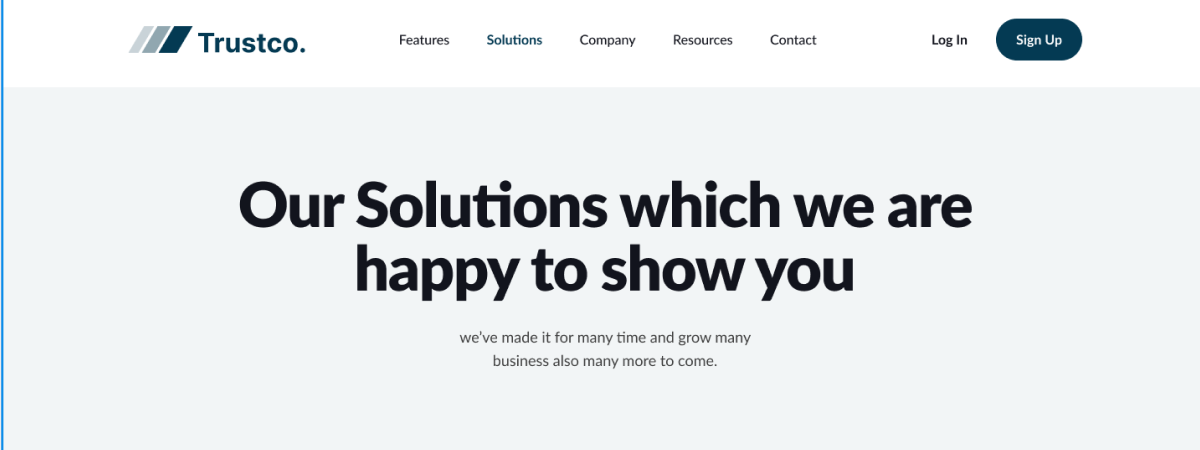 Trustco.
Features Solutions Company Resources Contact
Log In Sign Up
Our Solutions which we are
happy to show you
we've made it for many time and grow many
business also many more to come.